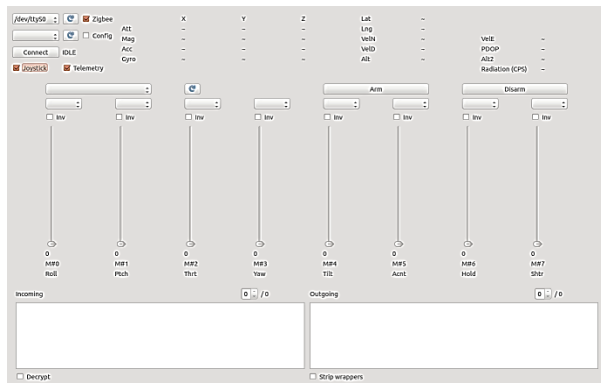 /dev/ttyS0 Zigbee X Y Z Lat –
Att – – – Lng –
Config Mag – – – VelN – VelE –
Connect IDLE Acc – – – VelD – PDOP –
Gyro – – – Alt – Alt2 –
Joystick Telemetry Radiation (CPS) –
Arm Disarm
Inv Inv Inv Inv Inv Inv Inv Inv
0 0 0 0 0 0 0 0
M#0 M#1 M#2 M#3 M#4 M#5 M#6 M#7
Roll Ptch Thrt Yaw Tilt Acnt Hold Shtr
Incoming 0 / 0 Outgoing 0 / 0
Decrypt Strip wrappers